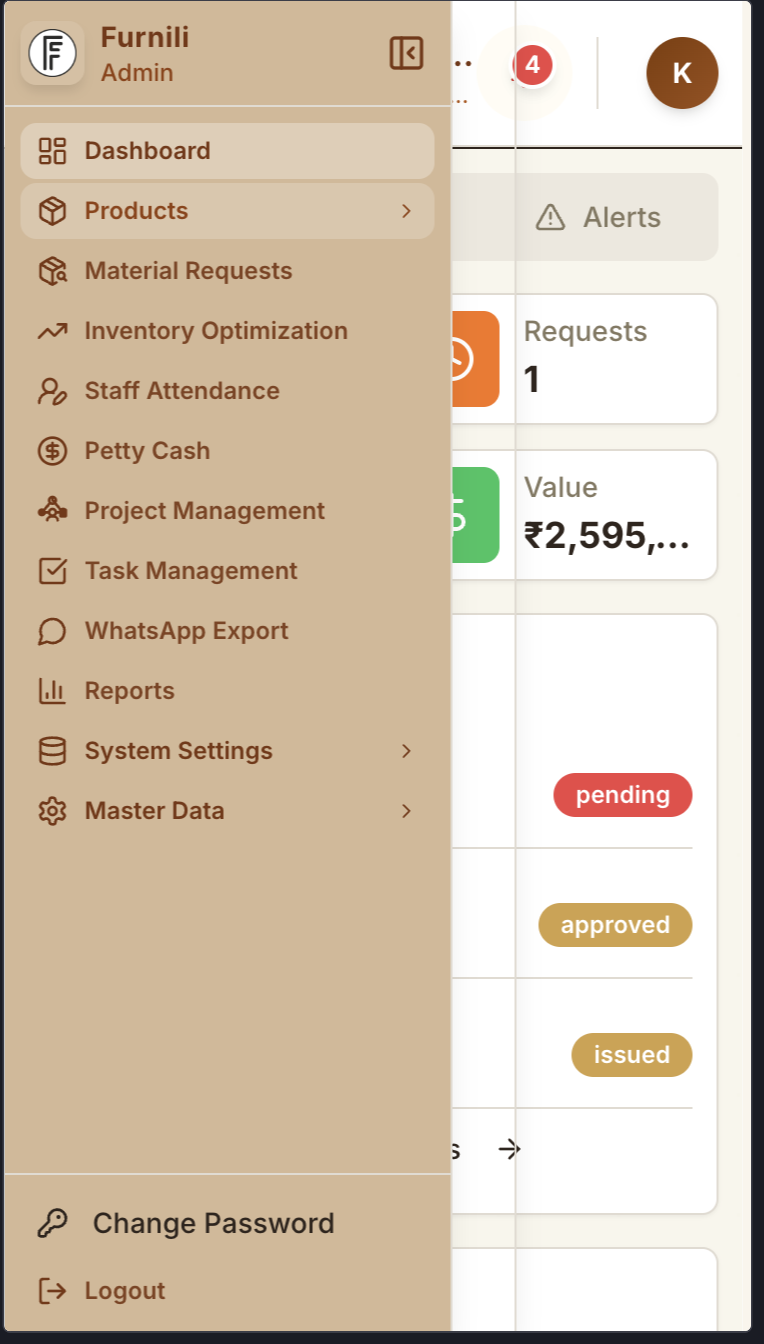 Furnili
Admin
..
...
4
K
Dashboard
Products
Alerts
Material Requests
Inventory Optimization
Requests
1
Staff Attendance
Petty Cash
Value
₹2,595,...
Project Management
Task Management
WhatsApp Export
Reports
System Settings
Master Data
pending
approved
issued
s
Change Password
Logout